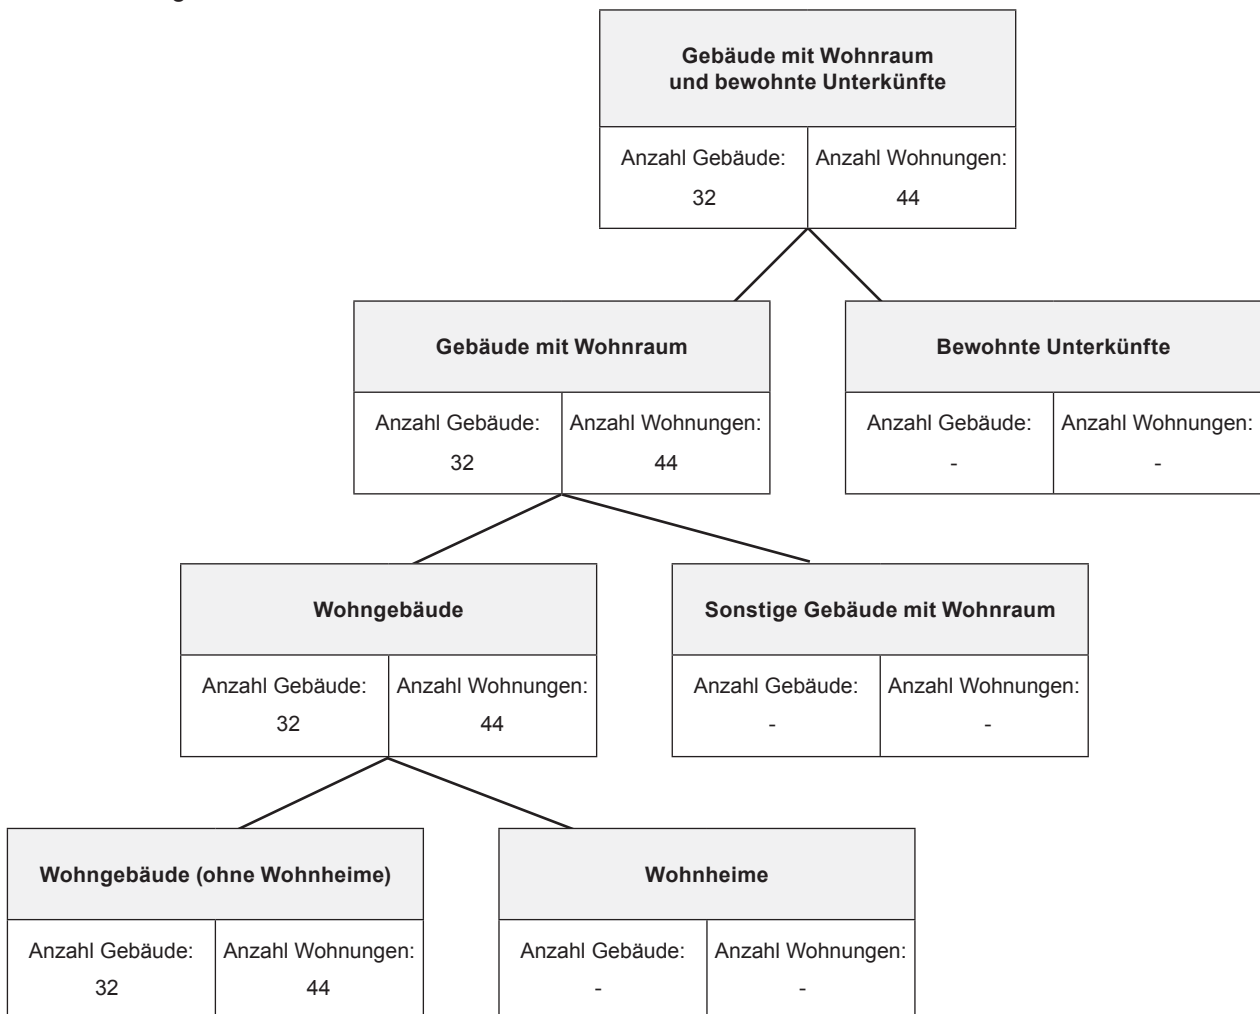 Gebäude mit Wohnraum
und bewohnte Unterkünfte
Anzahl Gebäude: Anzahl Wohnungen:
32 44
Gebäude mit Wohnraum Bewohnte Unterkünfte
Anzahl Gebäude: Anzahl Wohnungen: Anzahl Gebäude: Anzahl Wohnungen:
32 44 - -
Wohngebäude Sonstige Gebäude mit Wohnraum
Anzahl Gebäude: Anzahl Wohnungen: Anzahl Gebäude: Anzahl Wohnungen:
32 44 - -
Wohngebäude (ohne Wohnheime) Wohnheime
Anzahl Gebäude: Anzahl Wohnungen: Anzahl Gebäude: Anzahl Wohnungen:
32 44 - -